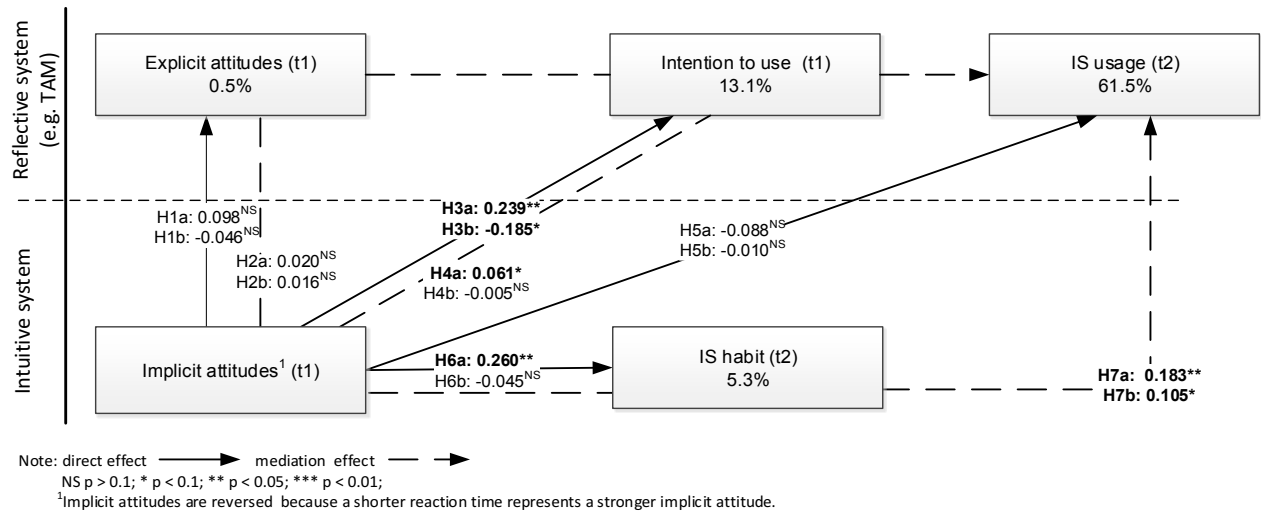 Reflective system
(e.g. TAM)
Explicit attitudes (t1)
0.5%
Intention to use (t1)
13.1%
IS usage (t2)
61.5%
H1a: 0.098NS
H1b: -0.046NS
H2a: 0.020NS
H2b: 0.016NS
H3a: 0.239**
H3b: -0.185*
H4a: 0.061*
H4b: -0.005NS
H5a: -0.088NS
H5b: -0.010NS
Intuitive system
Implicit attitudes1 (t1)
H6a: 0.260**
H6b: -0.045NS
IS habit (t2)
5.3%
H7a: 0.183**
H7b: 0.105*
Note: direct effect mediation effect
NS p > 0.1; * p < 0.1; ** p < 0.05; *** p < 0.01;
1Implicit attitudes are reversed because a shorter reaction time represents a stronger implicit attitude.